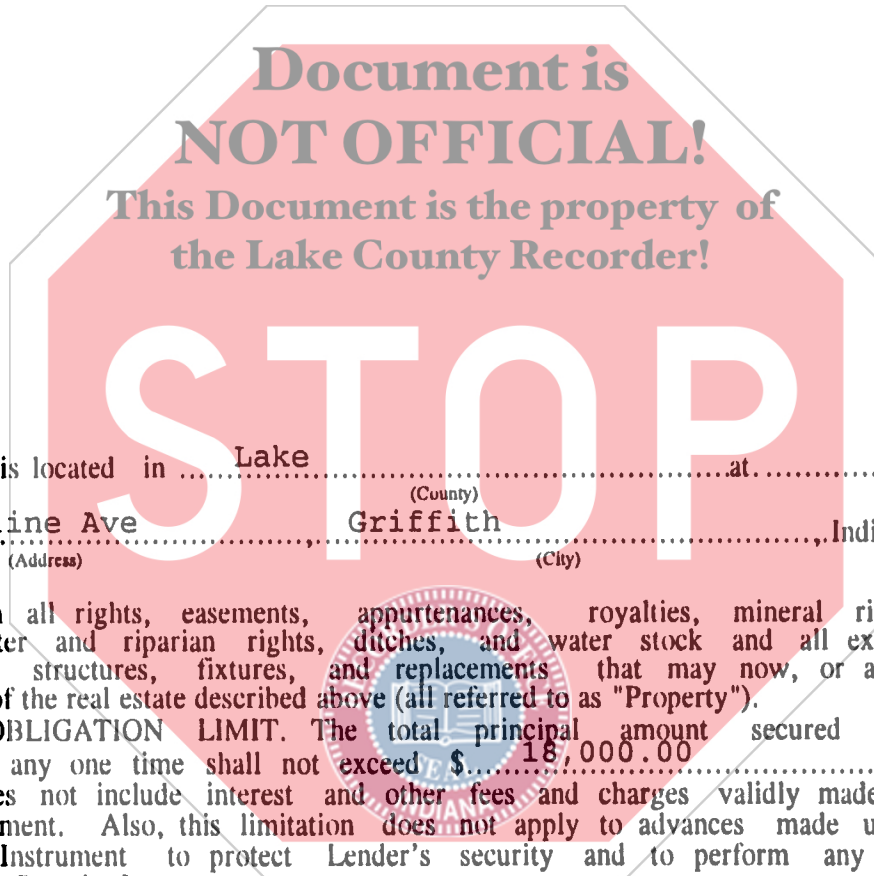 Document is
NOT OFFICIAL!
This Document is the property of
the Lake County Recorder!
STOP
is located in ....Lake....at....
(County)
ine Ave...., Griffith...., Indi
(Address) (City)
all rights, easements, appurtenances, royalties, mineral ri
ter and riparian rights, ditches, and water stock and all ex
structures, fixtures, and replacements that may now, or a
of the real estate described above (all referred to as "Property").
OBLIGATION LIMIT. The total principal amount secured
any one time shall not exceed $....18,000.00....
es not include interest and other fees and charges validly made
ment. Also, this limitation does not apply to advances made u
Instrument to protect Lender's security and to perform any
SEAL